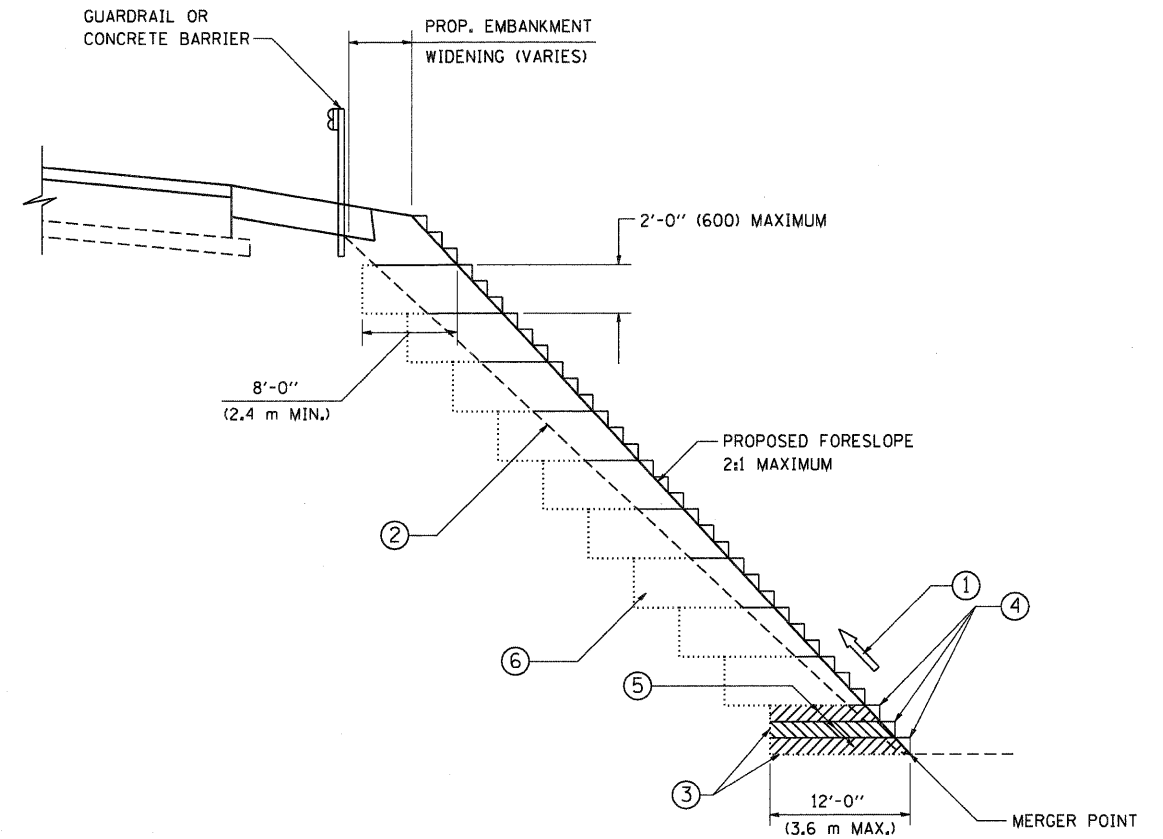 GUARDRAIL OR
CONCRETE BARRIER
PROP. EMBANKMENT
WIDENING (VARIES)
2'-0" (600) MAXIMUM
8'-0"
(2.4 m MIN.)
PROPOSED FORESLOPE
2:1 MAXIMUM
2
1
4
6
5
3
12'-0"
(3.6 m MAX.)
MERGER POINT